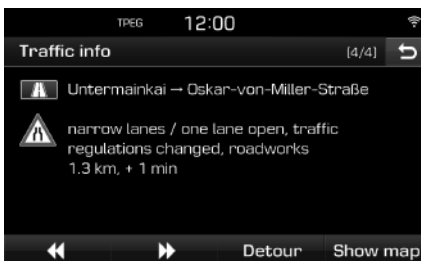 TPEG 12:00
Traffic info [4/4]
Untermainkai → Oskar-von-Miller-Straße
narrow lanes / one lane open, traffic
regulations changed, roadworks
1.3 km, + 1 min
Detour Show map